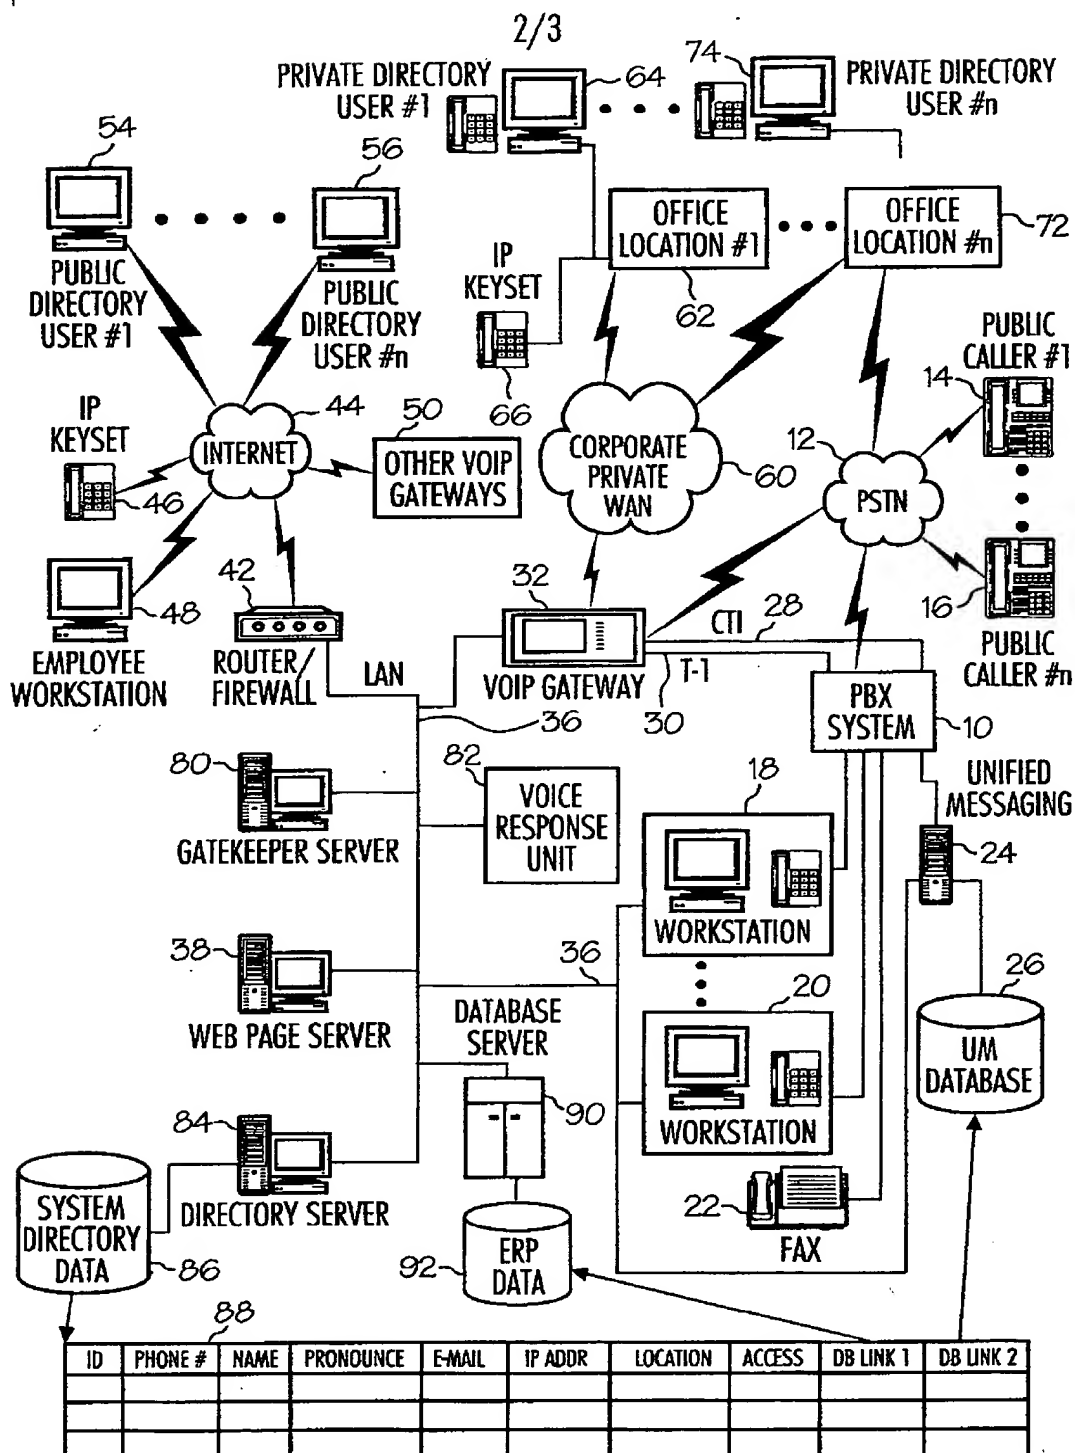 2/3
PRIVATE DIRECTORY
USER #1
64
74
PRIVATE DIRECTORY
USER #n
54
56
PUBLIC
DIRECTORY
USER #1
PUBLIC
DIRECTORY
USER #n
IP
KEYSET
66
OFFICE
LOCATION #1
62
OFFICE
LOCATION #n
72
PUBLIC
CALLER #1
14
IP
KEYSET
46
44
INTERNET
50
OTHER VOIP
GATEWAYS
CORPORATE
PRIVATE
WAN
60
12
PSTN
16
PUBLIC
CALLER #n
48
EMPLOYEE
WORKSTATION
42
ROUTER/
FIREWALL
LAN
32
VOIP GATEWAY
36
CTI
28
T-1
30
PBX
SYSTEM
10
80
GATEKEEPER SERVER
82
VOICE
RESPONSE
UNIT
18
WORKSTATION
UNIFIED
MESSAGING
24
38
WEB PAGE SERVER
36
DATABASE
SERVER
90
20
WORKSTATION
26
UM
DATABASE
84
DIRECTORY SERVER
SYSTEM
DIRECTORY
DATA
86
92
ERP
DATA
22
FAX
88
ID PHONE # NAME PRONOUNCE E-MAIL IP ADDR LOCATION ACCESS DB LINK 1 DB LINK 2